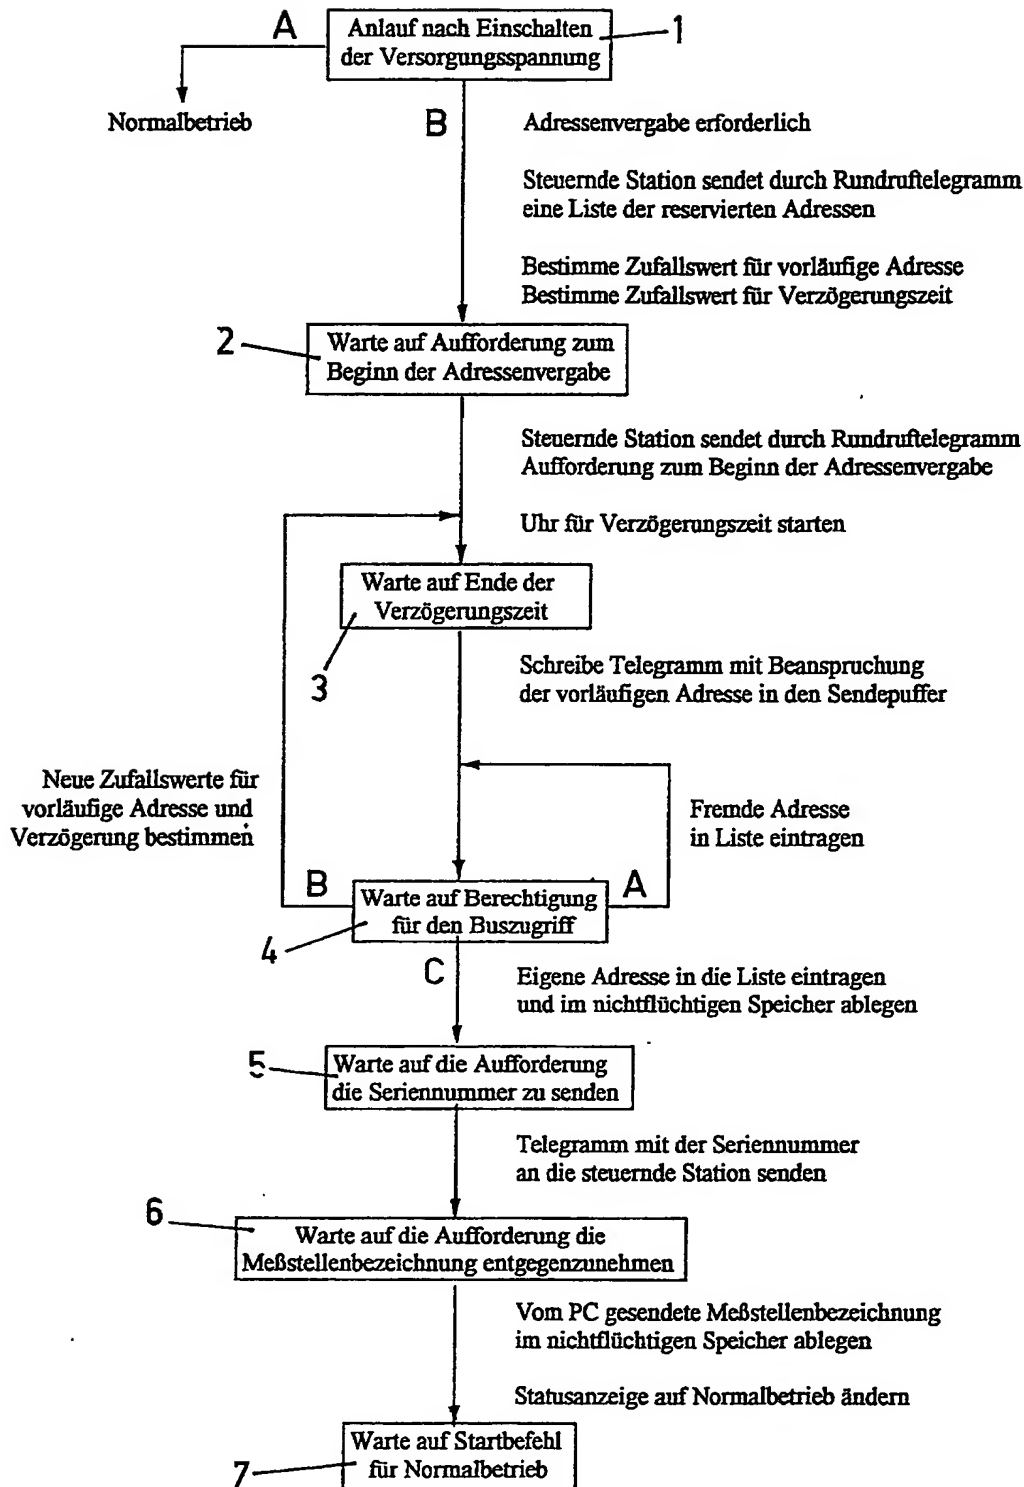 A
Anlauf nach Einschalten
der Versorgungsspannung
1
Normalbetrieb
B
Adressenvergabe erforderlich
Steuernde Station sendet durch Rundruftelegramm
eine Liste der reservierten Adressen
Bestimme Zufallswert für vorläufige Adresse
Bestimme Zufallswert für Verzögerungszeit
2
Warte auf Aufforderung zum
Beginn der Adressenvergabe
Steuernde Station sendet durch Rundruftelegramm
Aufforderung zum Beginn der Adressenvergabe
Uhr für Verzögerungszeit starten
Warte auf Ende der
Verzögerungszeit
3
Schreibe Telegramm mit Beanspruchung
der vorläufigen Adresse in den Sendepuffer
Neue Zufallswerte für
vorläufige Adresse und
Verzögerung bestimmen
Fremde Adresse
in Liste eintragen
B
Warte auf Berechtigung
für den Buszugriff
A
4
C
Eigene Adresse in die Liste eintragen
und im nichtflüchtigen Speicher ablegen
5
Warte auf die Aufforderung
die Seriennummer zu senden
Telegramm mit der Seriennummer
an die steuernde Station senden
6
Warte auf die Aufforderung die
Meßstellenbezeichnung entgegenzunehmen
Vom PC gesendete Meßstellenbezeichnung
im nichtflüchtigen Speicher ablegen
Statusanzeige auf Normalbetrieb ändern
Warte auf Startbefehl
für Normalbetrieb
7